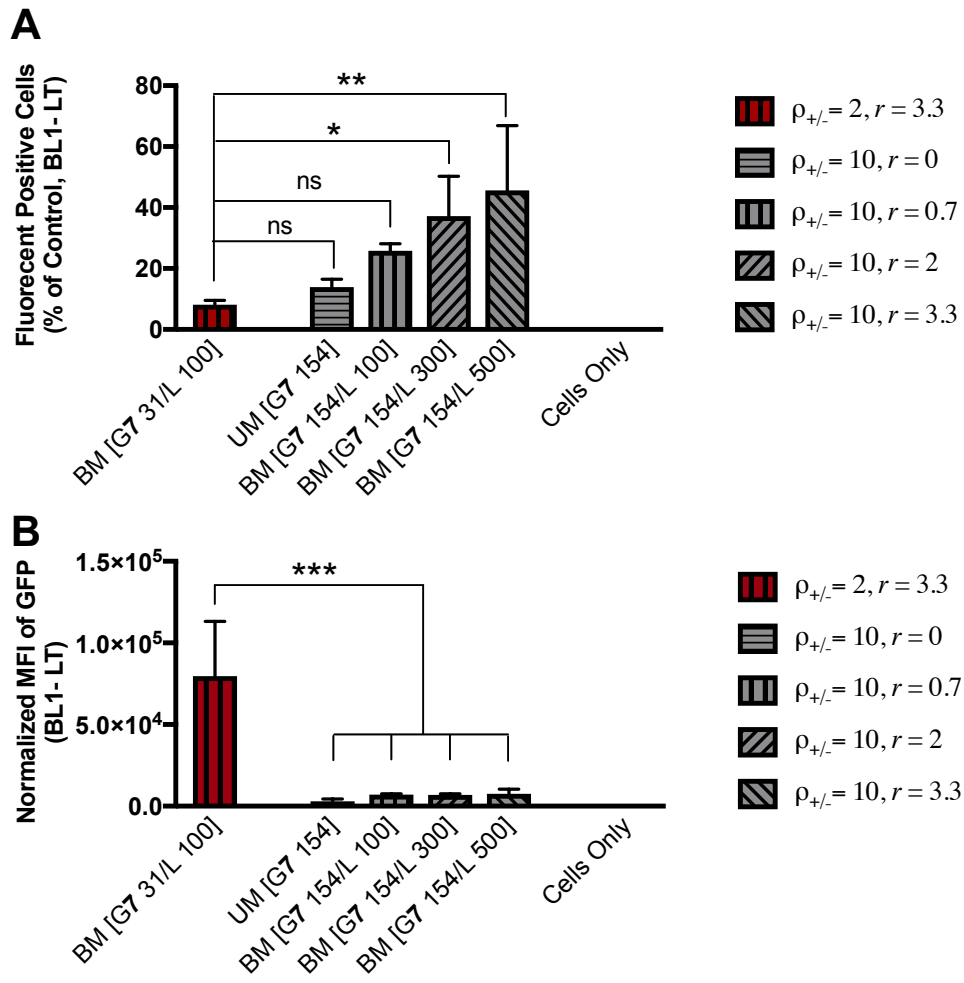 A
Fluorecent Positive Cells
(% of Control, BL1- LT)
80
60
40
20
0
**
*
ns
ns
BM [G7 31/L 100]
UM [G7 154]
BM [G7 154/L 100]
BM [G7 154/L 300]
BM [G7 154/L 500]
Cells Only
ρ+/-= 2, r = 3.3
ρ+/-= 10, r = 0
ρ+/-= 10, r = 0.7
ρ+/-= 10, r = 2
ρ+/-= 10, r = 3.3
B
Normalized MFI of GFP
(BL1- LT)
1.5×10⁵
1.0×10⁵
5.0×10⁴
0.0
***
BM [G7 31/L 100]
UM [G7 154]
BM [G7 154/L 100]
BM [G7 154/L 300]
BM [G7 154/L 500]
Cells Only
ρ+/-= 2, r = 3.3
ρ+/-= 10, r = 0
ρ+/-= 10, r = 0.7
ρ+/-= 10, r = 2
ρ+/-= 10, r = 3.3